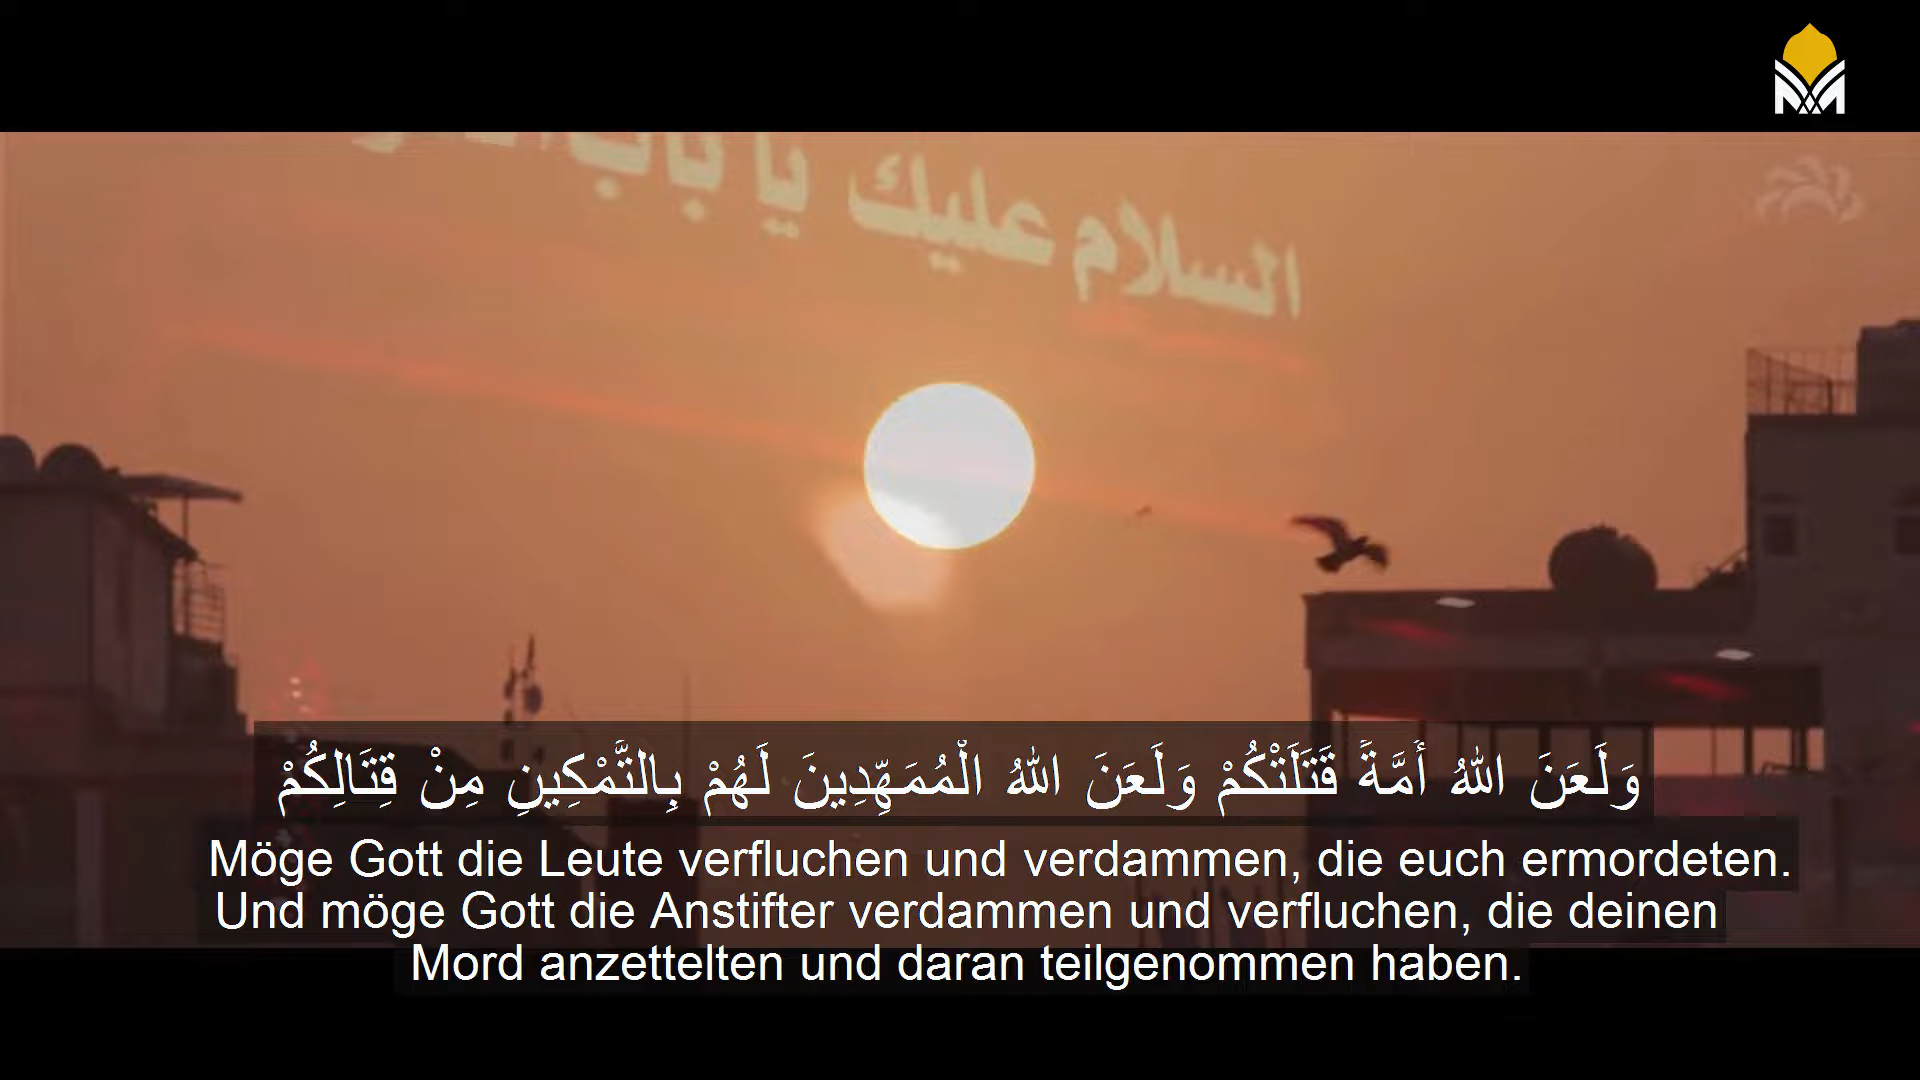 السلام عليك يا باب
وَلَعَنَ اللهُ أُمَّةً قَتَلَتْكُمْ وَلَعَنَ اللهُ الْمُمَهِّدِينَ لَهُمْ بِالتَّمْكِينِ مِنْ قِتَالِكُمْ
Möge Gott die Leute verfluchen und verdammen, die euch ermordeten.
Und möge Gott die Anstifter verdammen und verfluchen, die deinen
Mord anzettelten und daran teilgenommen haben.